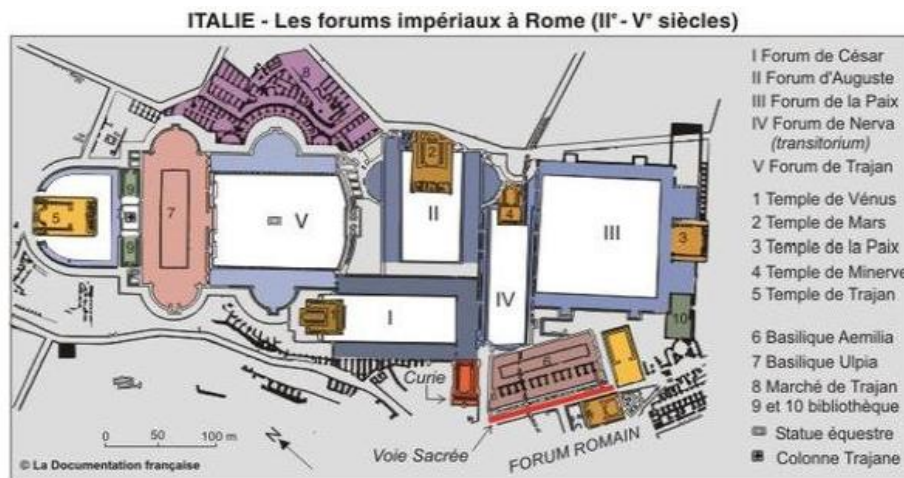 ITALIE - Les forums impériaux à Rome (IIᵉ - Vᵉ siècles)
I Forum de César
II Forum d'Auguste
III Forum de la Paix
IV Forum de Nerva
(transitorium)
V Forum de Trajan
1 Temple de Vénus
2 Temple de Mars
3 Temple de la Paix
4 Temple de Minerve
5 Temple de Trajan
6 Basilique Aemilia
7 Basilique Ulpia
8 Marché de Trajan
9 et 10 bibliothèque
Statue équestre
Colonne Trajane
8
2
9
5
7
V
II
4
III
3
9
IV
1
I
10
6
Curie
Voie Sacrée
FORUM ROMAIN
0 50 100 m
N
© La Documentation française